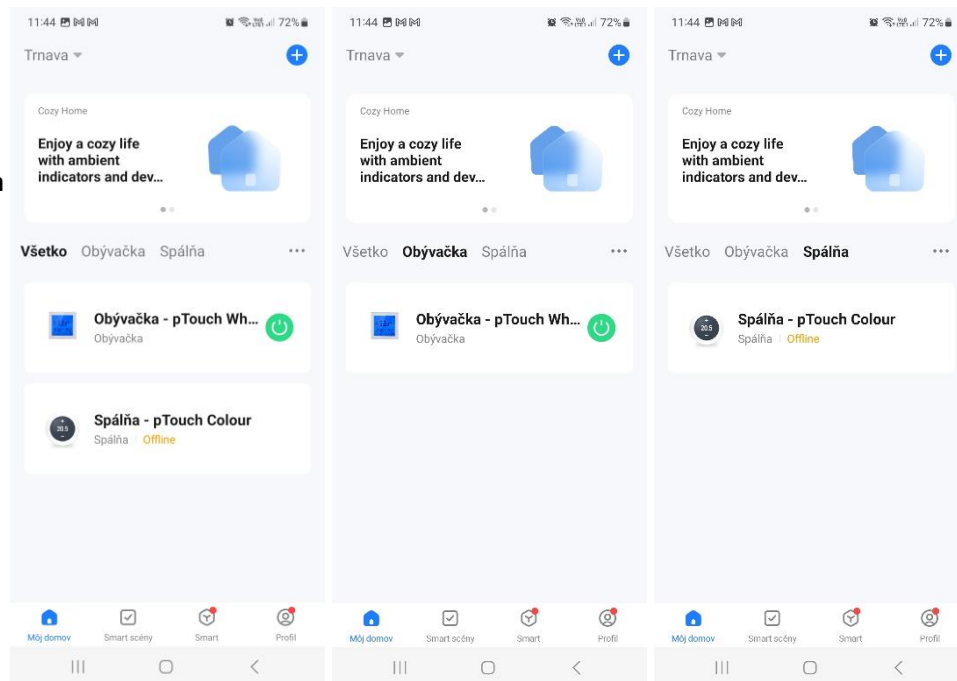 11:44 72%
Trnava
Cozy Home
Enjoy a cozy life
with ambient
indicators and dev...
Všetko Obývačka Spálňa
Obývačka - pTouch Wh...
Obývačka
20.5
Spálňa - pTouch Colour
Spálňa Offline
Môj domov Smart scény Smart Profil
11:44 72%
Trnava
Cozy Home
Enjoy a cozy life
with ambient
indicators and dev...
Všetko Obývačka Spálňa
Obývačka - pTouch Wh...
Obývačka
Môj domov Smart scény Smart Profil
11:44 72%
Trnava
Cozy Home
Enjoy a cozy life
with ambient
indicators and dev...
Všetko Obývačka Spálňa
20.5
Spálňa - pTouch Colour
Spálňa Offline
Môj domov Smart scény Smart Profil